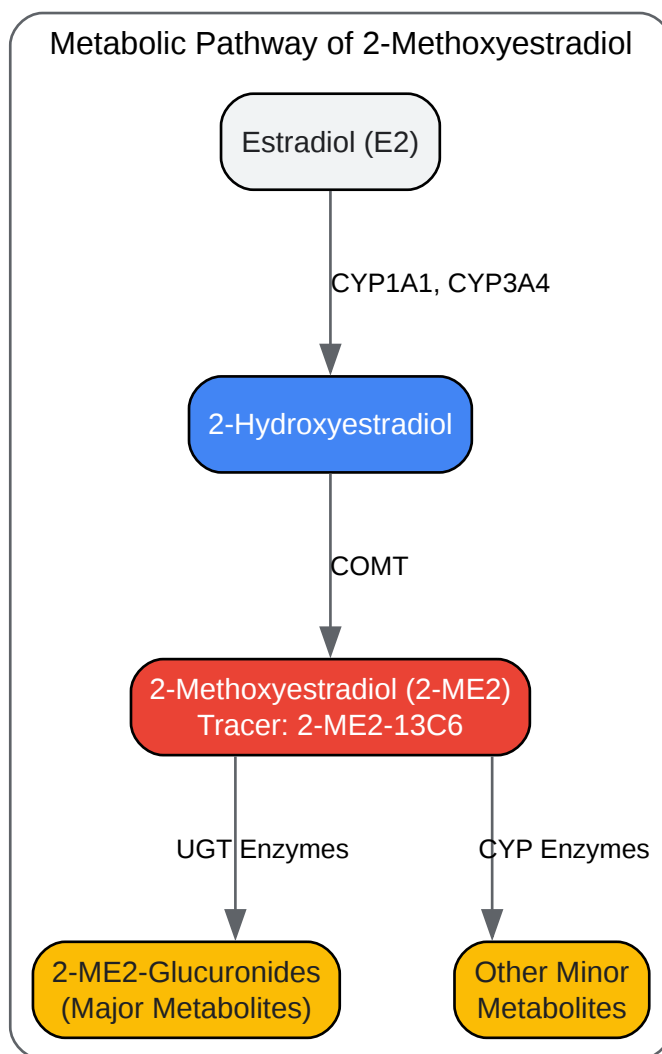 Metabolic Pathway of 2-Methoxyestradiol
Estradiol (E2)
CYP1A1, CYP3A4
2-Hydroxyestradiol
COMT
2-Methoxyestradiol (2-ME2)
Tracer: 2-ME2-13C6
UGT Enzymes
CYP Enzymes
2-ME2-Glucuronides
(Major Metabolites)
Other Minor
Metabolites